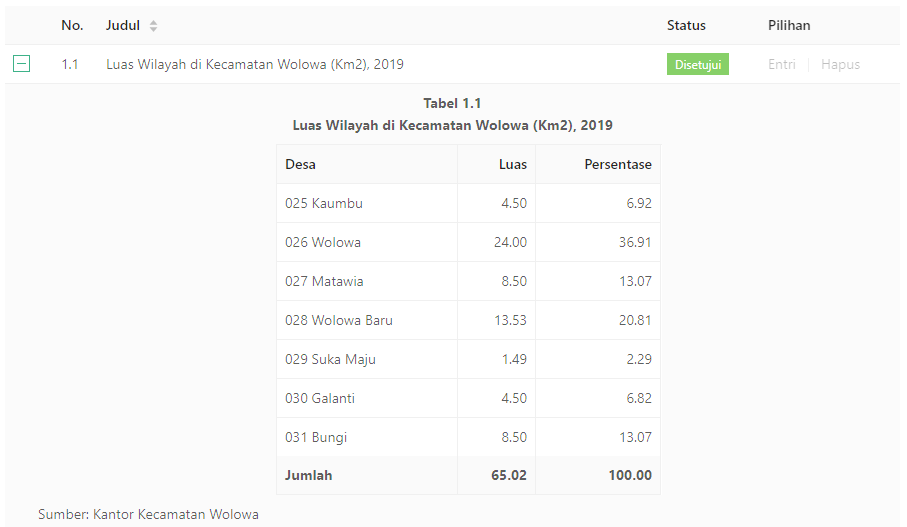 No. Judul Status Pilihan
1.1 Luas Wilayah di Kecamatan Wolowa (Km2), 2019 Disetujui Entri Hapus
Tabel 1.1
Luas Wilayah di Kecamatan Wolowa (Km2), 2019
Desa Luas Persentase
025 Kaumbu 4.50 6.92
026 Wolowa 24.00 36.91
027 Matawia 8.50 13.07
028 Wolowa Baru 13.53 20.81
029 Suka Maju 1.49 2.29
030 Galanti 4.50 6.82
031 Bungi 8.50 13.07
Jumlah 65.02 100.00
Sumber: Kantor Kecamatan Wolowa